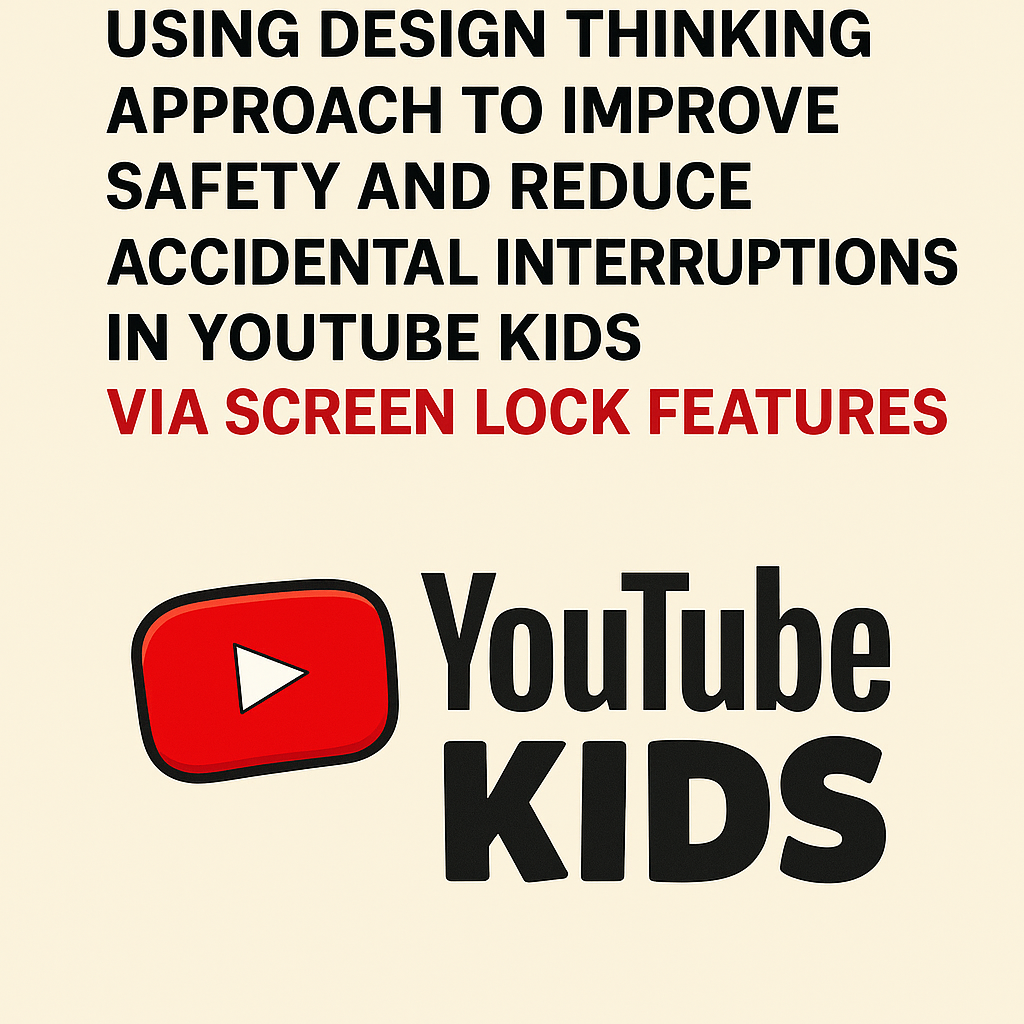 USING DESIGN THINKING
APPROACH TO IMPROVE
SAFETY AND REDUCE
ACCIDENTAL INTERRUPTIONS
IN YOUTUBE KIDS
VIA SCREEN LOCK FEATURES
YouTube
KIDS